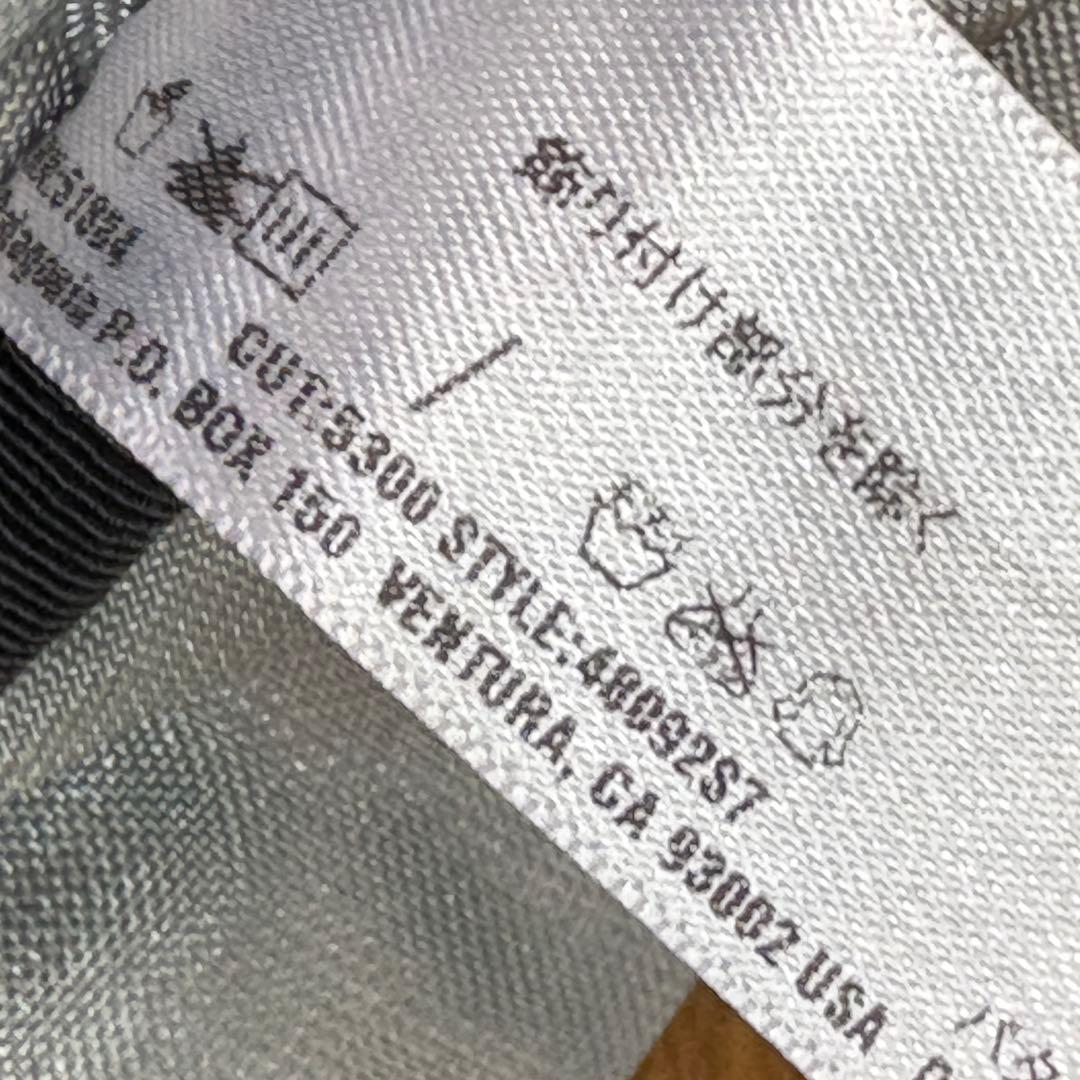 飾り付け部分を除く
CUT:5300 STYLE:48092S7
P.O. BOX 150 VENTURA, CA 93002 USA